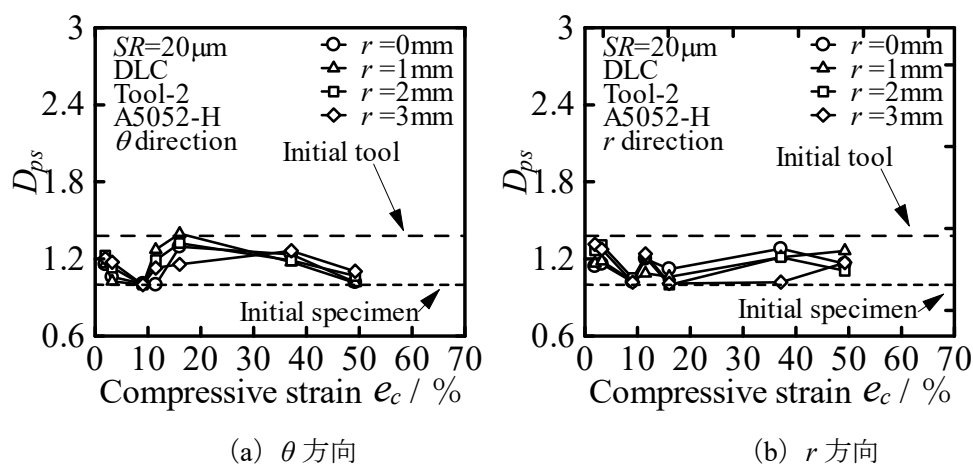 3
2.4
1.8
1.2
0.6
D_ps
SR=20μm
DLC
Tool-2
A5052-H
θ direction
r =0mm
r =1mm
r =2mm
r =3mm
Initial tool
Initial specimen
0 10 20 30 40 50 60 70
Compressive strain e_c / %
(a) θ 方向
3
2.4
1.8
1.2
0.6
D_ps
SR=20μm
DLC
Tool-2
A5052-H
r direction
r =0mm
r =1mm
r =2mm
r =3mm
Initial tool
Initial specimen
0 10 20 30 40 50 60 70
Compressive strain e_c / %
(b) r 方向